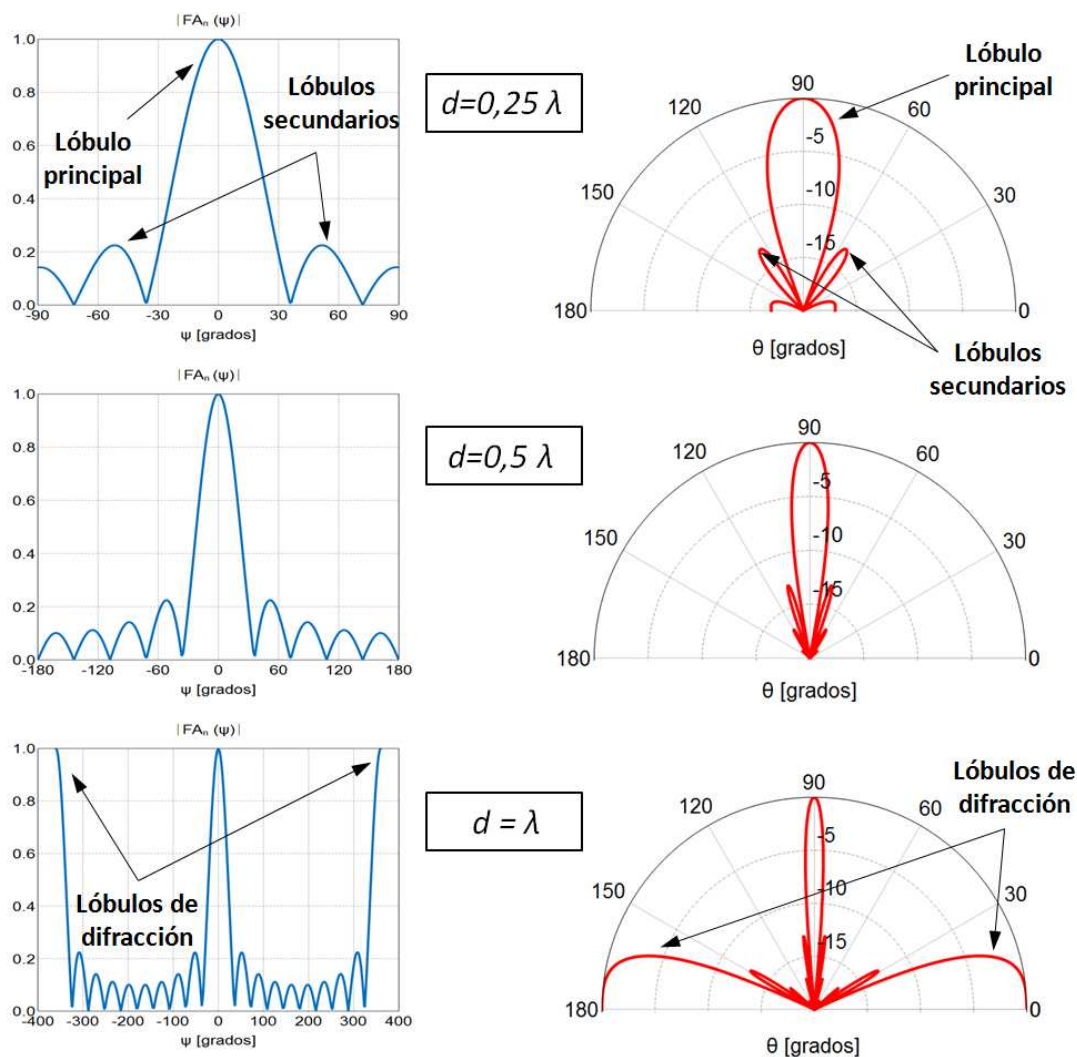 |FAₙ (ψ)|
1.0
0.8
0.6
0.4
0.2
0.0
-90 -60 -30 0 30 60 90
ψ [grados]
Lóbulo
principal
Lóbulos
secundarios
d=0,25 λ
Lóbulo
principal
90
120 60
150 30
180 0
-5
-10
-15
θ [grados]
Lóbulos
secundarios
|FAₙ (ψ)|
1.0
0.8
0.6
0.4
0.2
0.0
-180 -120 -60 0 60 120 180
ψ [grados]
d=0,5 λ
90
120 60
150 30
180 0
-5
-10
-15
θ [grados]
|FAₙ (ψ)|
1.0
0.8
0.6
0.4
0.2
0.0
-400 -300 -200 -100 0 100 200 300 400
ψ [grados]
Lóbulos de
difracción
d = λ
Lóbulos de
difracción
90
120 60
150 30
180 0
-5
-10
-15
θ [grados]